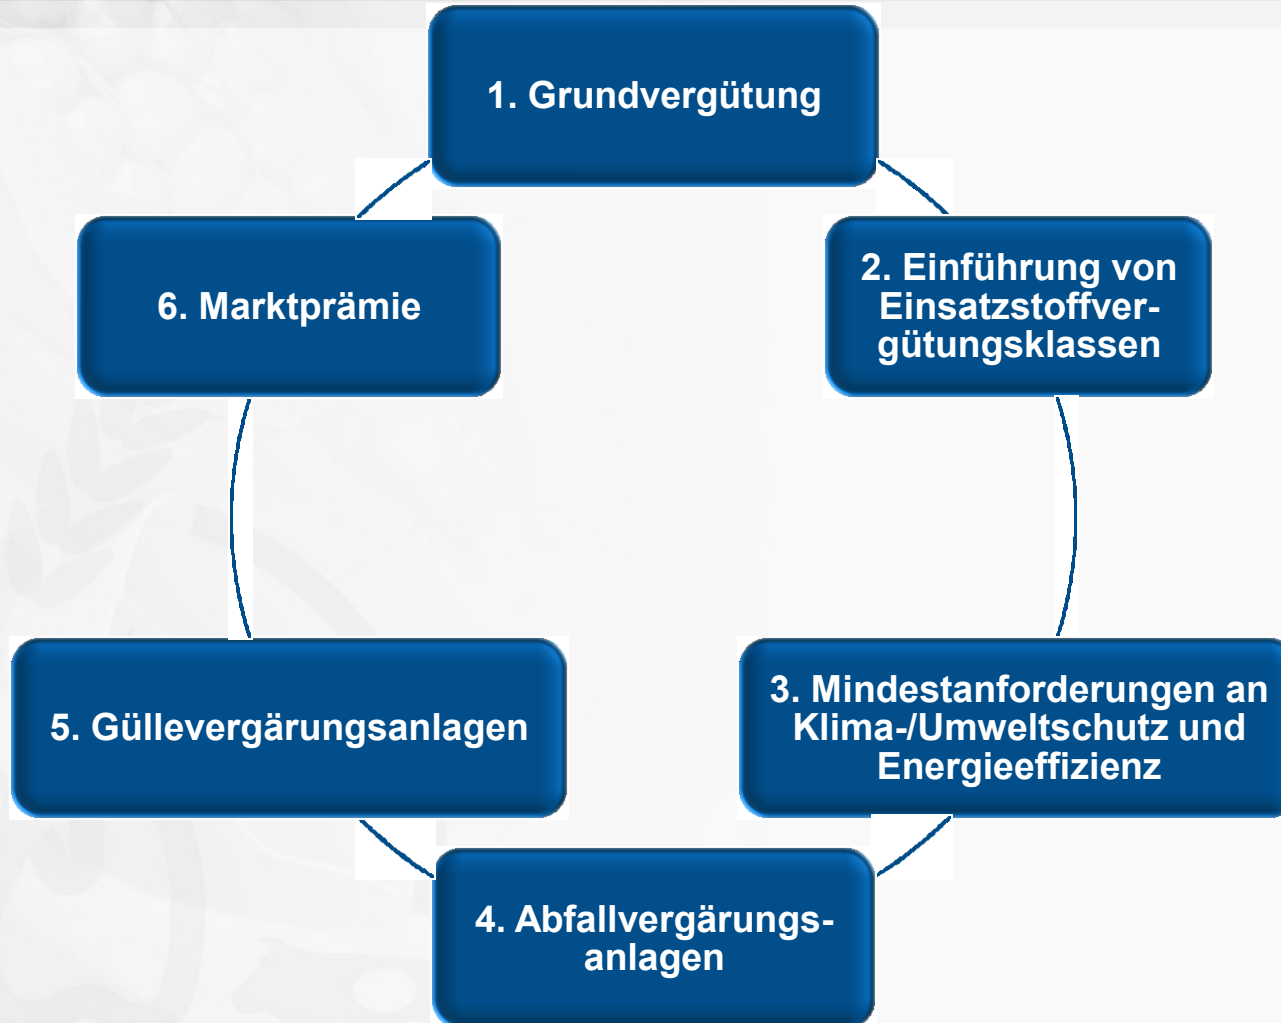 1. Grundvergütung
2. Einführung von
Einsatzstoffver-
gütungsklassen
3. Mindestanforderungen an
Klima-/Umweltschutz und
Energieeffizienz
4. Abfallvergärungs-
anlagen
5. Güllevergärungsanlagen
6. Marktprämie